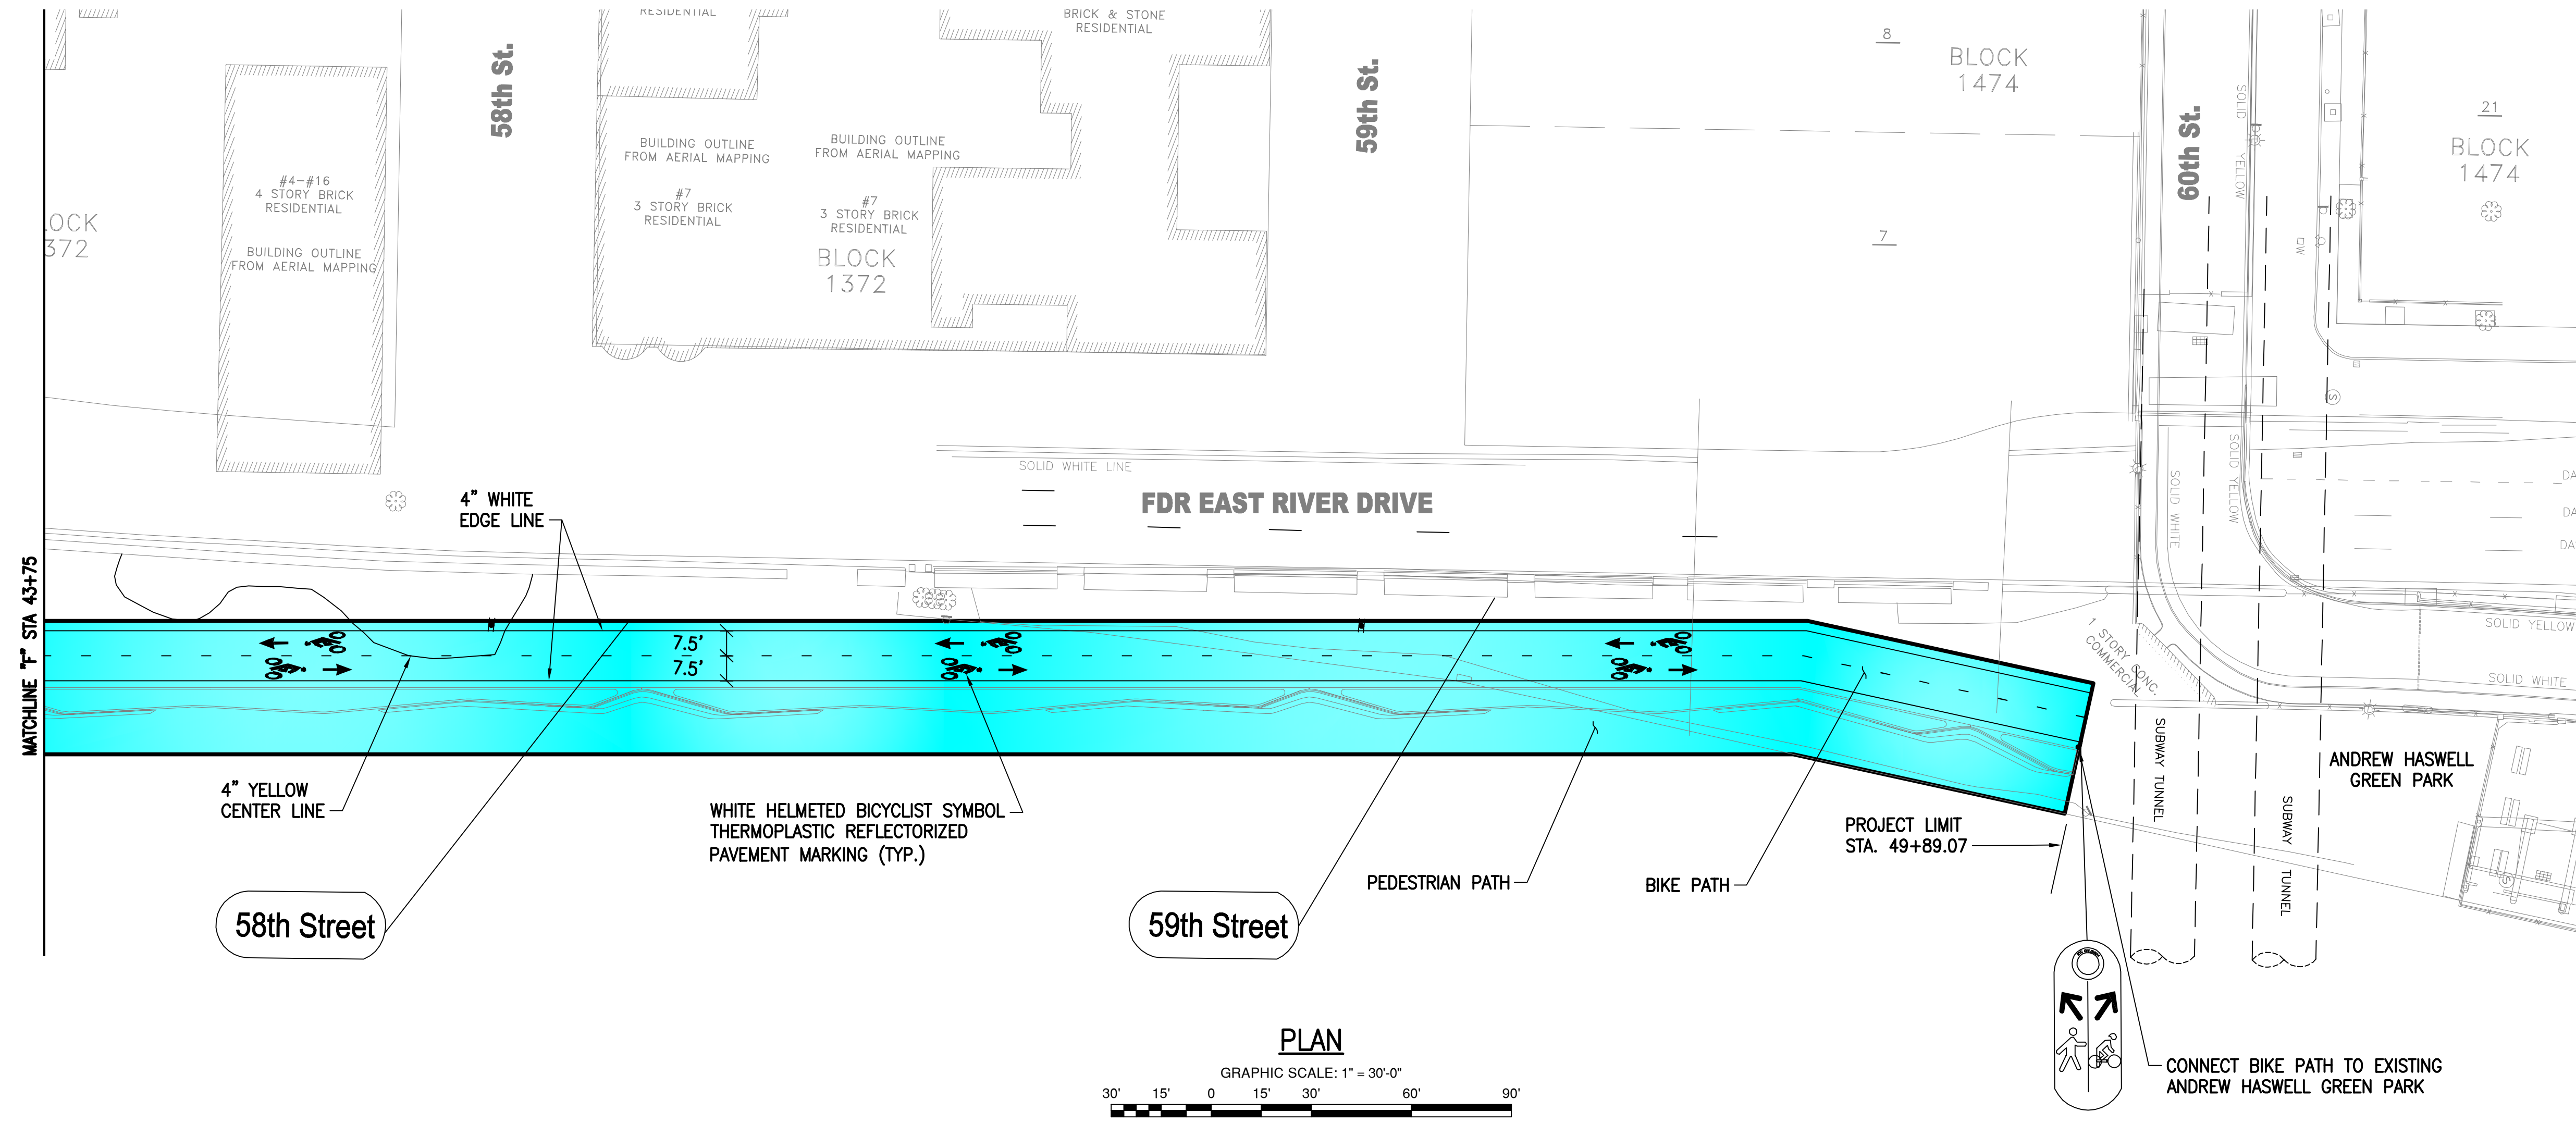 RESIDENTIAL
BRICK & STONE
RESIDENTIAL
58th St.
59th St.
60th St.
8
BLOCK
1474
SOLID YELLOW
21
BLOCK
1474
#4-#16
4 STORY BRICK
RESIDENTIAL
BUILDING OUTLINE
FROM AERIAL MAPPING
BUILDING OUTLINE
FROM AERIAL MAPPING
#7
3 STORY BRICK
RESIDENTIAL
BUILDING OUTLINE
FROM AERIAL MAPPING
#7
3 STORY BRICK
RESIDENTIAL
BLOCK
1372
LOCK
372
7
W
S
SOLID WHITE LINE
FDR EAST RIVER DRIVE
SOLID WHITE
SOLID YELLOW
DA
DA
DA
4" WHITE
EDGE LINE
MATCHLINE "F" STA 43+75
7.5'
7.5'
1 STORY CONC.
COMMERCIAL
SOLID YELLOW
SOLID WHITE
SUBWAY TUNNEL
SUBWAY TUNNEL
ANDREW HASWELL
GREEN PARK
4" YELLOW
CENTER LINE
WHITE HELMETED BICYCLIST SYMBOL
THERMOPLASTIC REFLECTORIZED
PAVEMENT MARKING (TYP.)
PROJECT LIMIT
STA. 49+89.07
PEDESTRIAN PATH
BIKE PATH
S
58th Street
59th Street
PLAN
GRAPHIC SCALE: 1" = 30'-0"
30' 15' 0 15' 30' 60' 90'
CONNECT BIKE PATH TO EXISTING
ANDREW HASWELL GREEN PARK